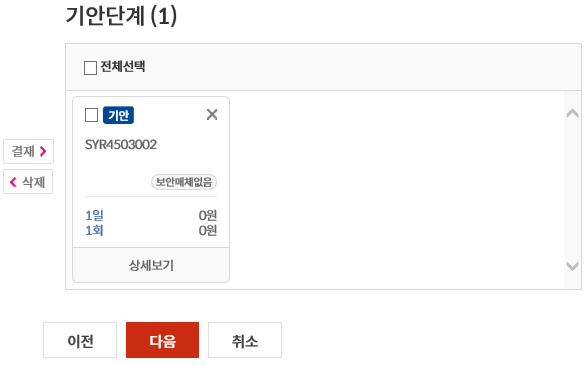 기안단계 (1)
전체선택
기안
SYR4503002
결재
삭제
보안매체없음
1일 0원
1회 0원
상세보기
이전 다음 취소